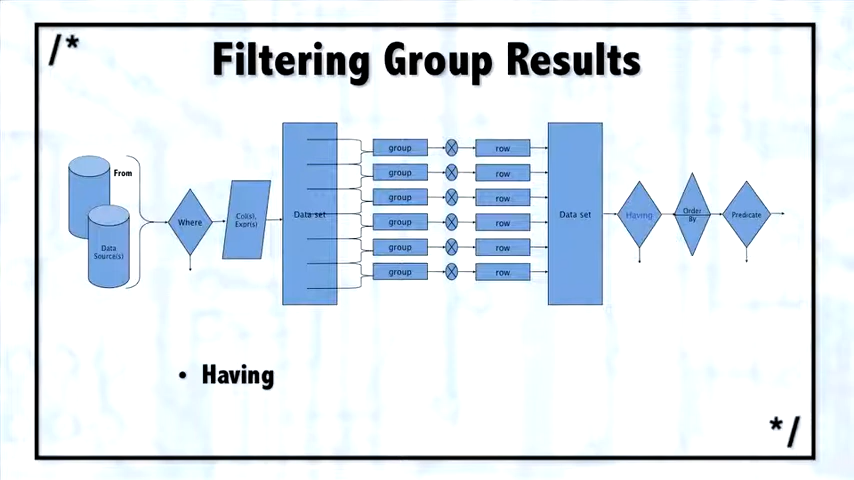 /*
Filtering Group Results
From
Data
Source(s)
Where
Col(s),
Expr(s)
Data set
group
row
group
row
group
row
group
row
group
row
group
row
Data set
Having
Order
By
Predicate
• Having
*/